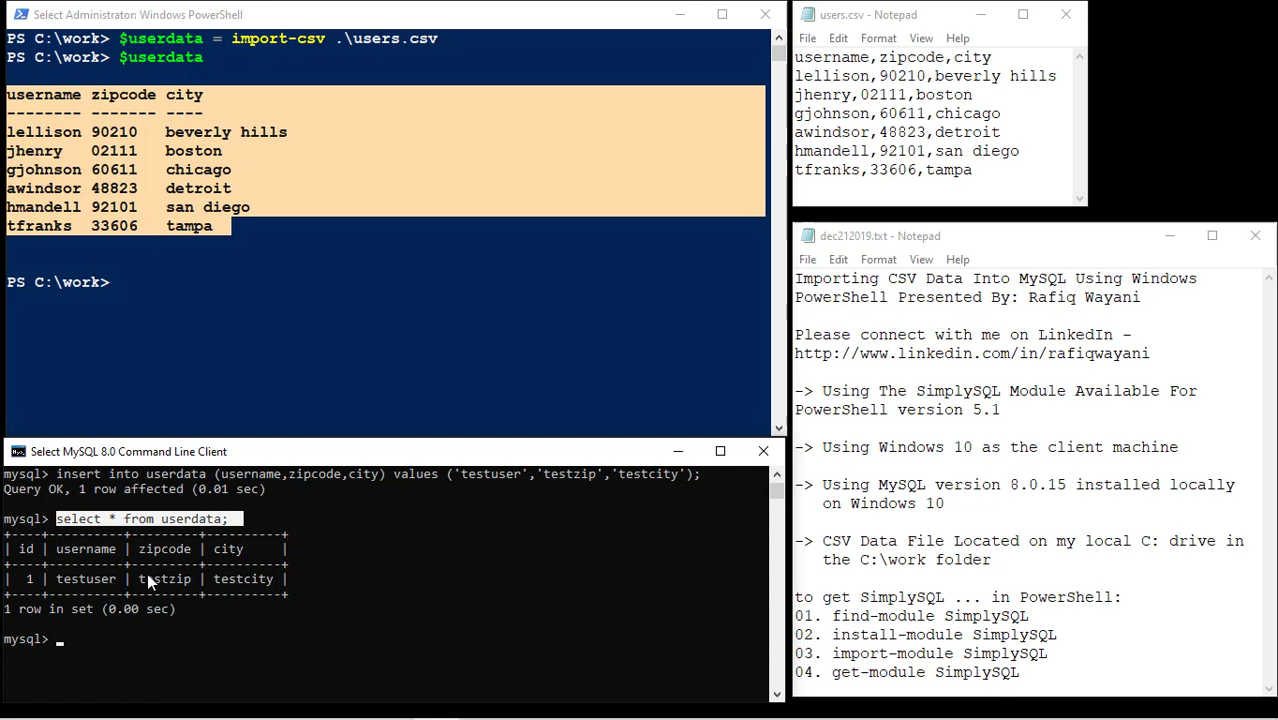 Select Administrator: Windows PowerShell
PS C:\work> $userdata = import-csv .\users.csv
PS C:\work> $userdata
username zipcode city
-------- ------- ----
lellison 90210 beverly hills
jhenry 02111 boston
gjohnson 60611 chicago
awindsor 48823 detroit
hmandell 92101 san diego
tfranks 33606 tampa
PS C:\work>
users.csv - Notepad
File Edit Format View Help
username,zipcode,city
lellison,90210,beverly hills
jhenry,02111,boston
gjohnson,60611,chicago
awindsor,48823,detroit
hmandell,92101,san diego
tfranks,33606,tampa
dec212019.txt - Notepad
File Edit Format View Help
Importing CSV Data Into MySQL Using Windows
PowerShell Presented By: Rafiq Wayani
Please connect with me on LinkedIn -
http://www.linkedin.com/in/rafiqwayani
-> Using The SimplySQL Module Available For
PowerShell version 5.1
-> Using Windows 10 as the client machine
-> Using MySQL version 8.0.15 installed locally
on Windows 10
-> CSV Data File Located on my local C: drive in
the C:\work folder
to get SimplySQL ... in PowerShell:
01. find-module SimplySQL
02. install-module SimplySQL
03. import-module SimplySQL
04. get-module SimplySQL
Select MySQL 8.0 Command Line Client
mysql> insert into userdata (username,zipcode,city) values ('testuser','testzip','testcity');
Query OK, 1 row affected (0.01 sec)
mysql> select * from userdata;
+----+----------+---------+----------+
| id | username | zipcode | city     |
+----+----------+---------+----------+
|  1 | testuser | testzip | testcity |
+----+----------+---------+----------+
1 row in set (0.00 sec)
mysql> _